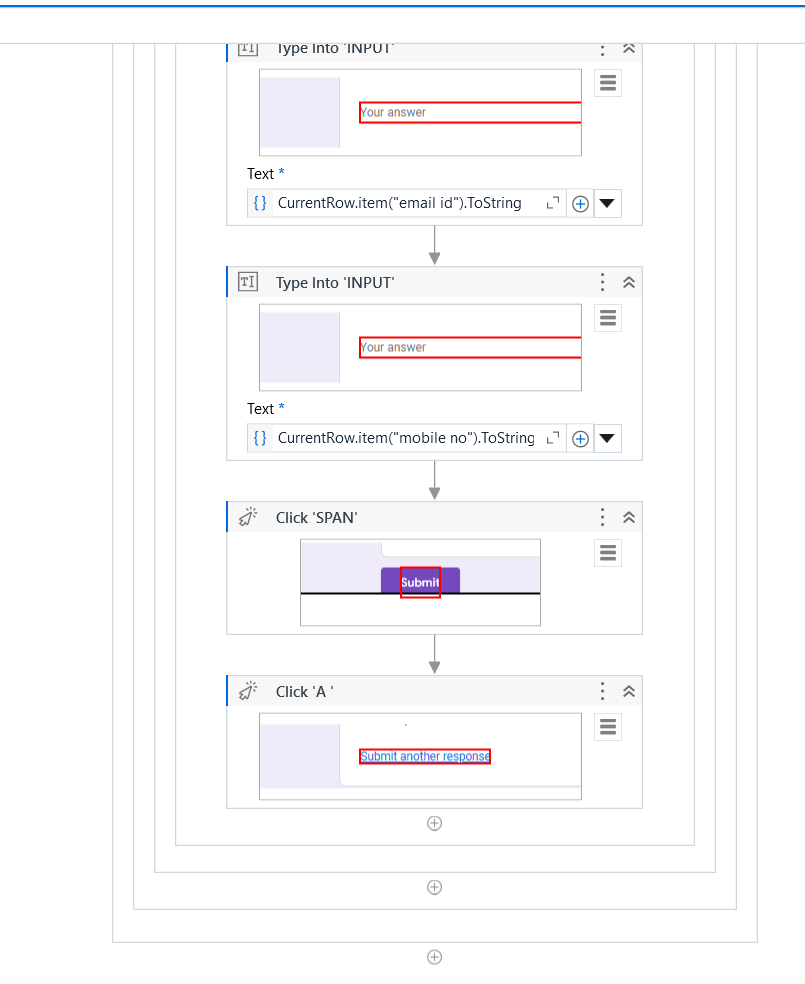 Type Into 'INPUT'
Your answer
Text *
{} CurrentRow.item("email id").ToString
TI Type Into 'INPUT'
Your answer
Text *
{} CurrentRow.item("mobile no").ToString
Click 'SPAN'
Submit
Click 'A '
Submit another response